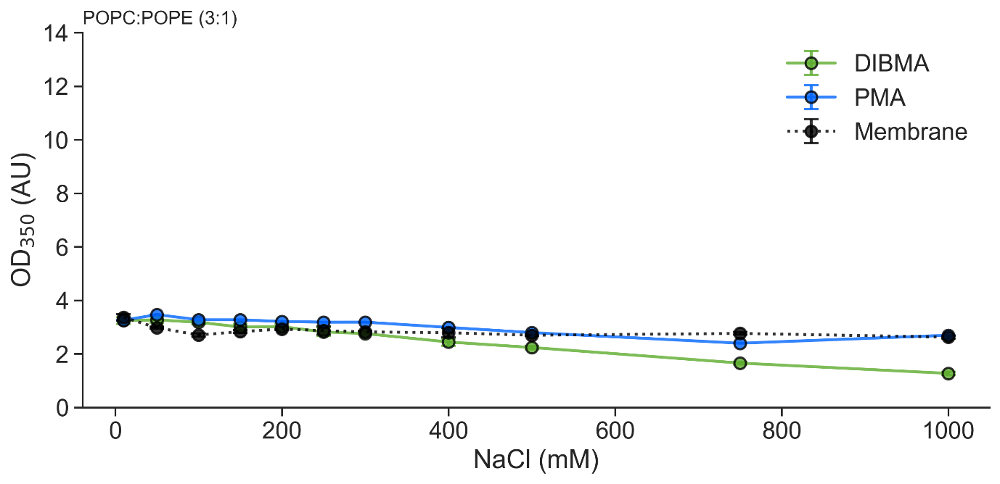 POPC:POPE (3:1)
14
12
10
8
6
4
2
0
OD₃₅₀ (AU)
DIBMA
PMA
Membrane
0 200 400 600 800 1000
NaCl (mM)